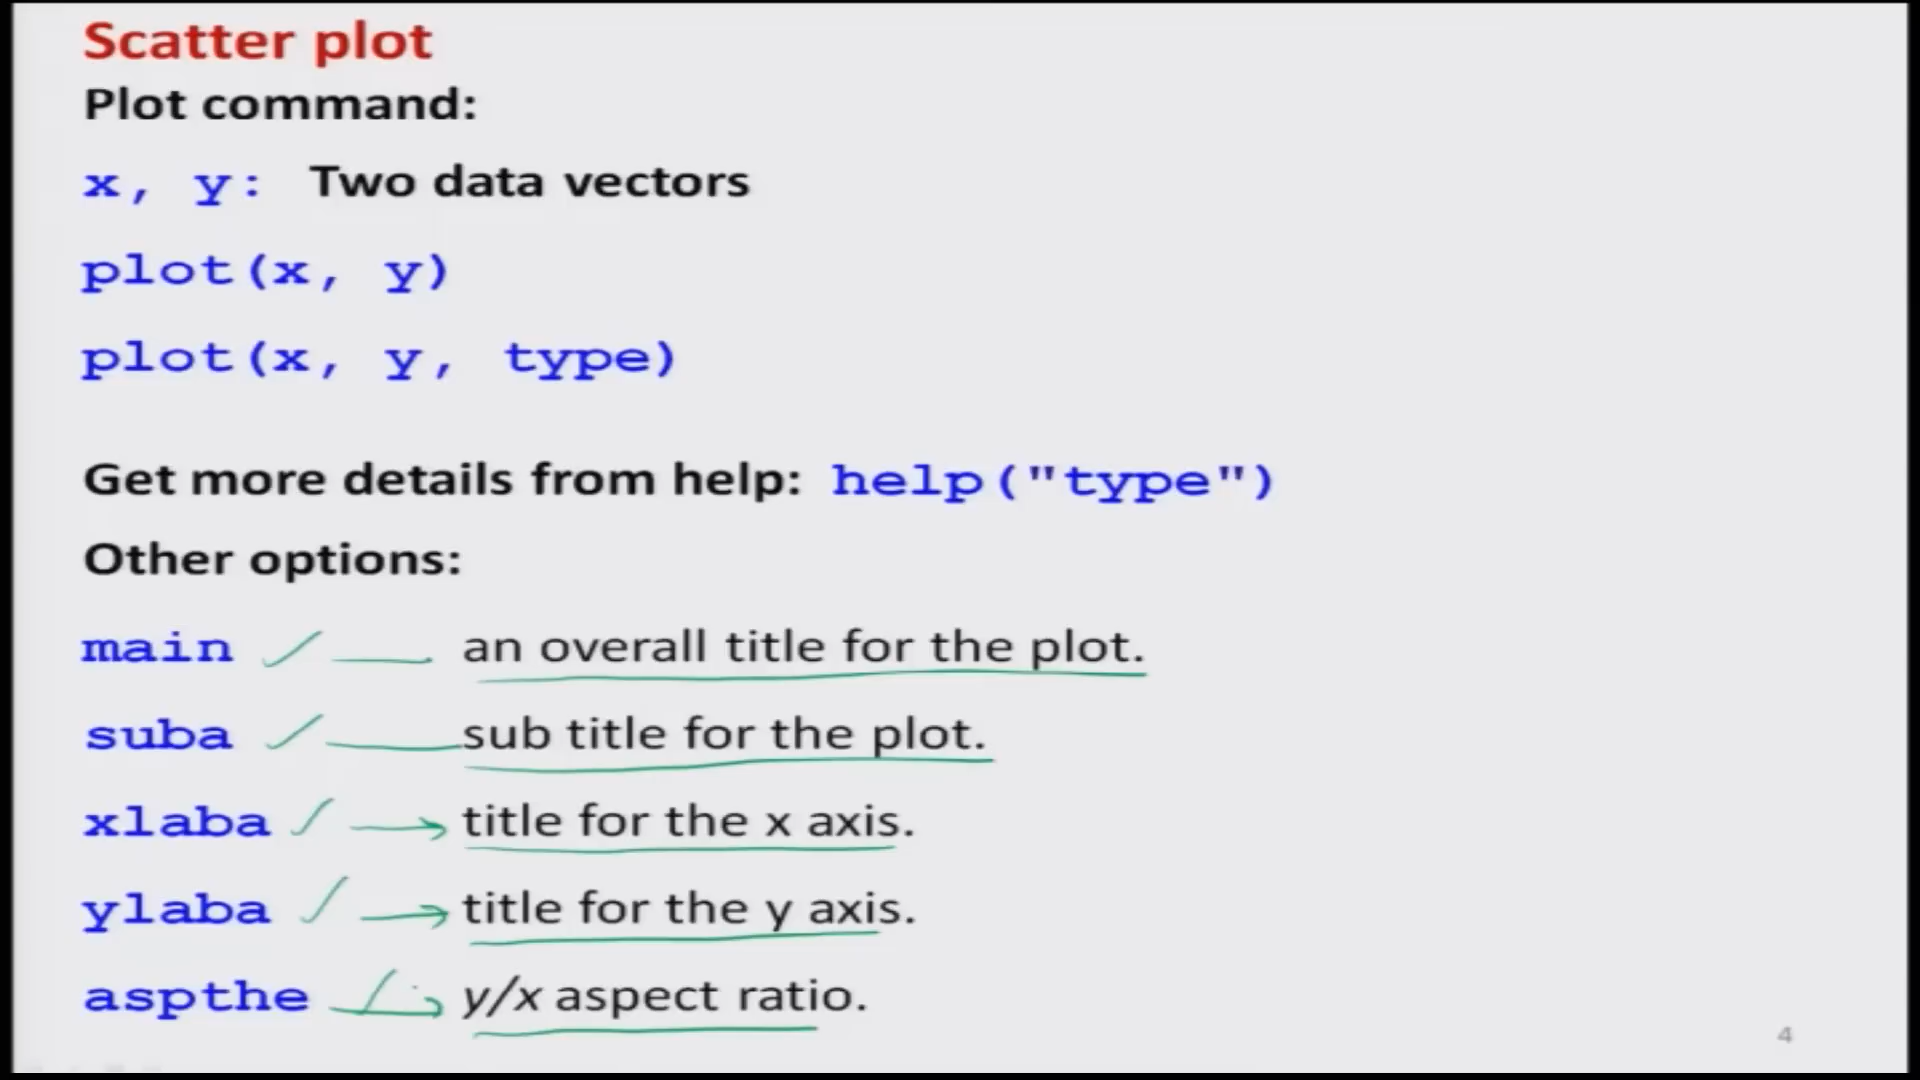 Scatter plot
Plot command:
x, y: Two data vectors
plot(x, y)
plot(x, y, type)
Get more details from help: help("type")
Other options:
main an overall title for the plot.
suba sub title for the plot.
xlaba title for the x axis.
ylaba title for the y axis.
aspthe y/x aspect ratio.
4